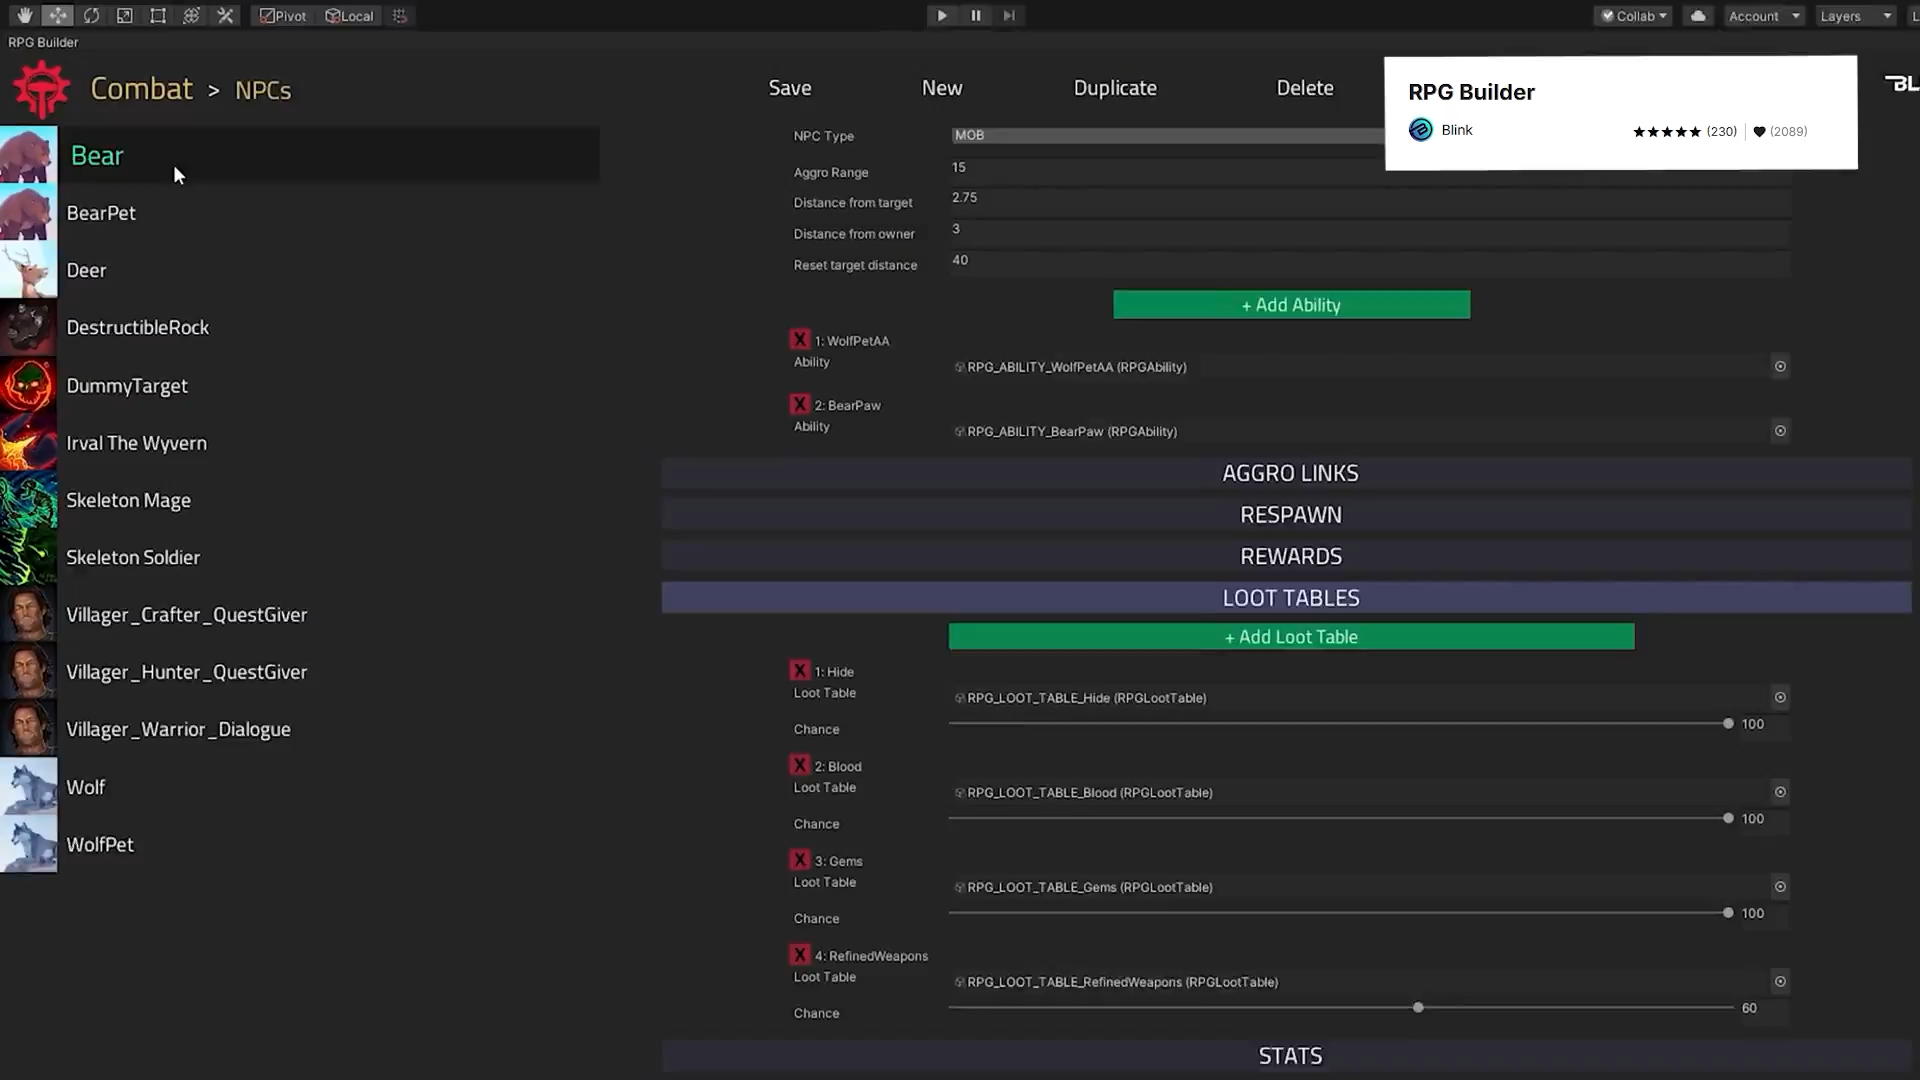 Pivot Local Collab Account Layers
RPG Builder
Combat > NPCs Save New Duplicate Delete
RPG Builder
Blink ★★★★★ (230) ♥ (2089)
Bear
BearPet
Deer
DestructibleRock
DummyTarget
Irval The Wyvern
Skeleton Mage
Skeleton Soldier
Villager_Crafter_QuestGiver
Villager_Hunter_QuestGiver
Villager_Warrior_Dialogue
Wolf
WolfPet
NPC Type MOB
Aggro Range 15
Distance from target 2.75
Distance from owner 3
Reset target distance 40
+ Add Ability
X 1: WolfPetAA
Ability RPG_ABILITY_WolfPetAA (RPGAbility)
X 2: BearPaw
Ability RPG_ABILITY_BearPaw (RPGAbility)
AGGRO LINKS
RESPAWN
REWARDS
LOOT TABLES
+ Add Loot Table
X 1: Hide
Loot Table RPG_LOOT_TABLE_Hide (RPGLootTable)
Chance 100
X 2: Blood
Loot Table RPG_LOOT_TABLE_Blood (RPGLootTable)
Chance 100
X 3: Gems
Loot Table RPG_LOOT_TABLE_Gems (RPGLootTable)
Chance 100
X 4: RefinedWeapons
Loot Table RPG_LOOT_TABLE_RefinedWeapons (RPGLootTable)
Chance 60
STATS